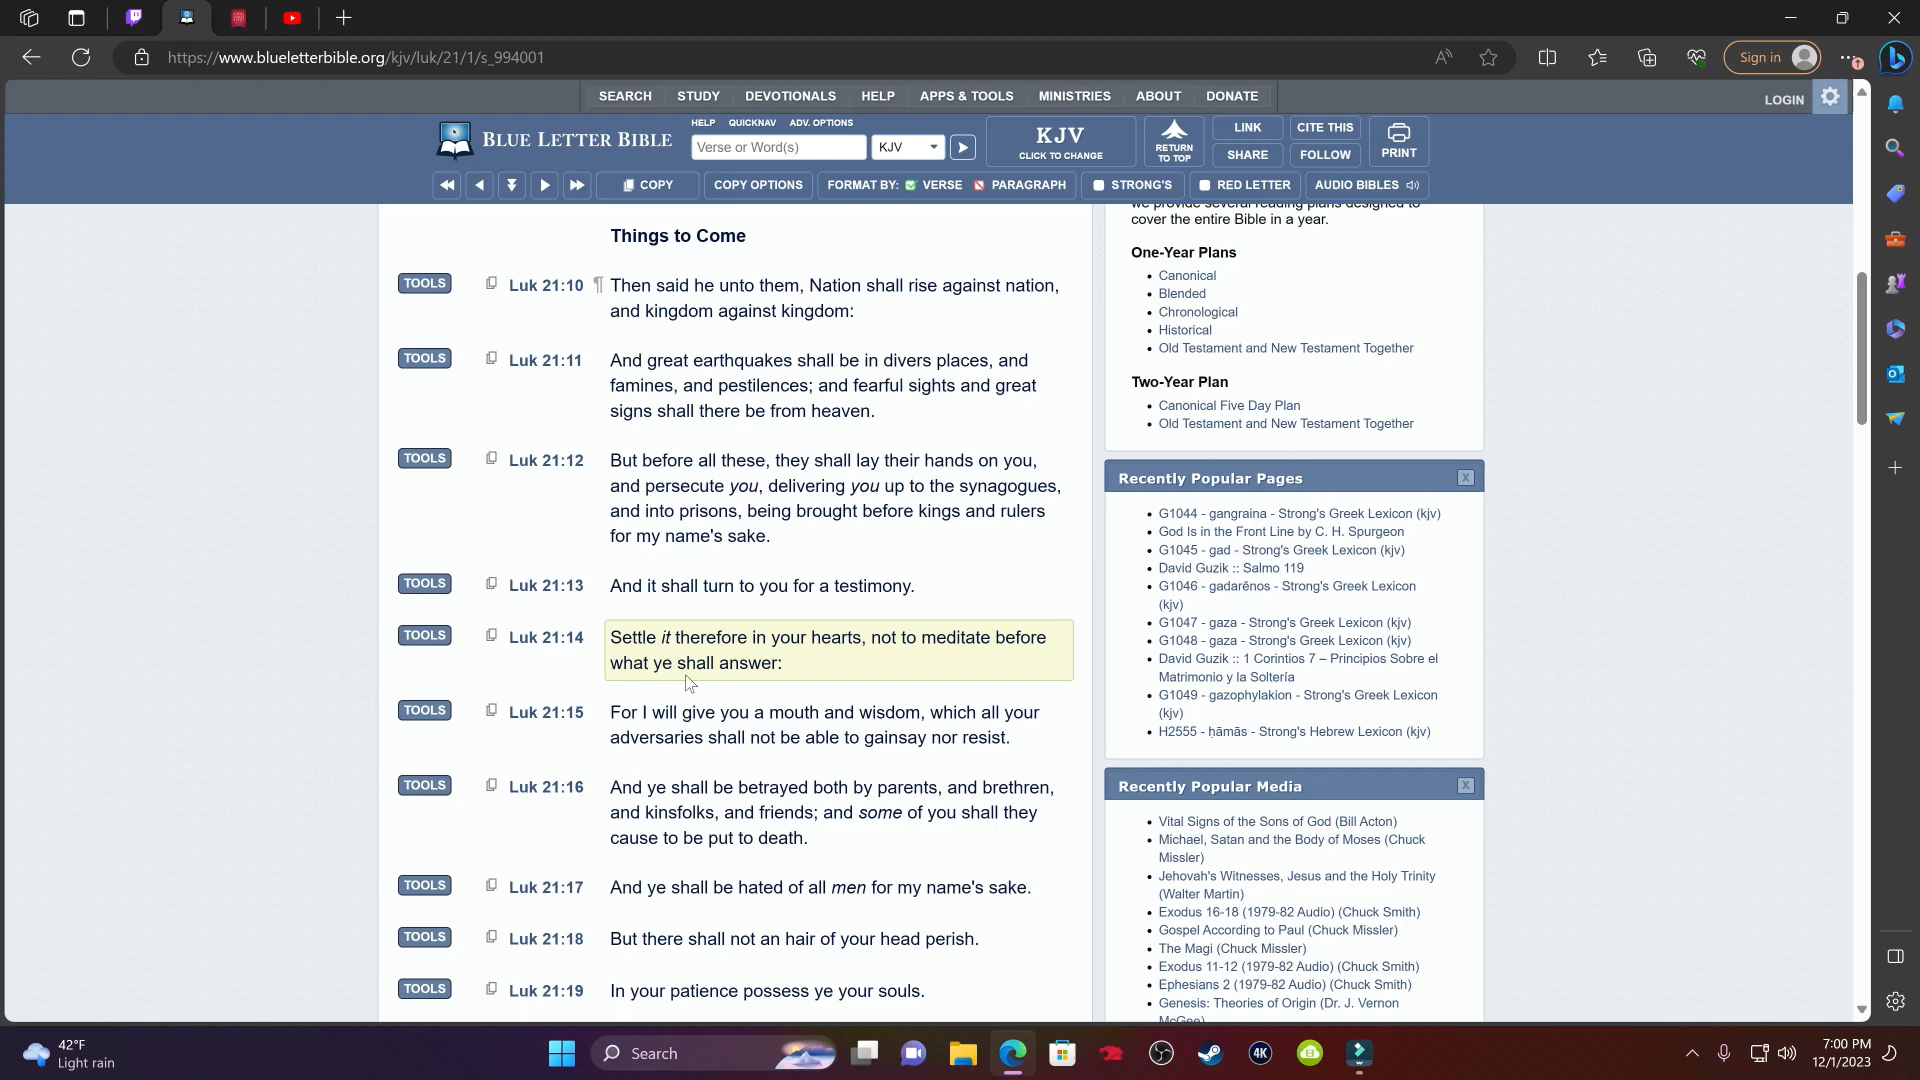 https://www.blueletterbible.org/kjv/luk/21/1/s_994001
Sign in
SEARCH STUDY DEVOTIONALS HELP APPS & TOOLS MINISTRIES ABOUT DONATE
LOGIN
BLUE LETTER BIBLE
HELP QUICKNAV ADV. OPTIONS
Verse or Word(s)
KJV
KJV
CLICK TO CHANGE
RETURN
TO TOP
LINK
CITE THIS
SHARE
FOLLOW
PRINT
COPY
COPY OPTIONS
FORMAT BY: VERSE PARAGRAPH
STRONG'S
RED LETTER
AUDIO BIBLES
Things to Come
TOOLS Luk 21:10 ¶ Then said he unto them, Nation shall rise against nation,
and kingdom against kingdom:
TOOLS Luk 21:11 And great earthquakes shall be in divers places, and
famines, and pestilences; and fearful sights and great
signs shall there be from heaven.
TOOLS Luk 21:12 But before all these, they shall lay their hands on you,
and persecute you, delivering you up to the synagogues,
and into prisons, being brought before kings and rulers
for my name's sake.
TOOLS Luk 21:13 And it shall turn to you for a testimony.
TOOLS Luk 21:14 Settle it therefore in your hearts, not to meditate before
what ye shall answer:
TOOLS Luk 21:15 For I will give you a mouth and wisdom, which all your
adversaries shall not be able to gainsay nor resist.
TOOLS Luk 21:16 And ye shall be betrayed both by parents, and brethren,
and kinsfolks, and friends; and some of you shall they
cause to be put to death.
TOOLS Luk 21:17 And ye shall be hated of all men for my name's sake.
TOOLS Luk 21:18 But there shall not an hair of your head perish.
TOOLS Luk 21:19 In your patience possess ye your souls.
we provide several reading plans designed to
cover the entire Bible in a year.
One-Year Plans
Canonical
Blended
Chronological
Historical
Old Testament and New Testament Together
Two-Year Plan
Canonical Five Day Plan
Old Testament and New Testament Together
Recently Popular Pages
x
G1044 - gangraina - Strong's Greek Lexicon (kjv)
God Is in the Front Line by C. H. Spurgeon
G1045 - gad - Strong's Greek Lexicon (kjv)
David Guzik :: Salmo 119
G1046 - gadarēnos - Strong's Greek Lexicon
(kjv)
G1047 - gaza - Strong's Greek Lexicon (kjv)
G1048 - gaza - Strong's Greek Lexicon (kjv)
David Guzik :: 1 Corintios 7 – Principios Sobre el
Matrimonio y la Soltería
G1049 - gazophylakion - Strong's Greek Lexicon
(kjv)
H2555 - ḥāmās - Strong's Hebrew Lexicon (kjv)
Recently Popular Media
x
Vital Signs of the Sons of God (Bill Acton)
Michael, Satan and the Body of Moses (Chuck
Missler)
Jehovah's Witnesses, Jesus and the Holy Trinity
(Walter Martin)
Exodus 16-18 (1979-82 Audio) (Chuck Smith)
Gospel According to Paul (Chuck Missler)
The Magi (Chuck Missler)
Exodus 11-12 (1979-82 Audio) (Chuck Smith)
Ephesians 2 (1979-82 Audio) (Chuck Smith)
Genesis: Theories of Origin (Dr. J. Vernon
McGee)
42°F
Light rain
Search
4K
7:00 PM
12/1/2023